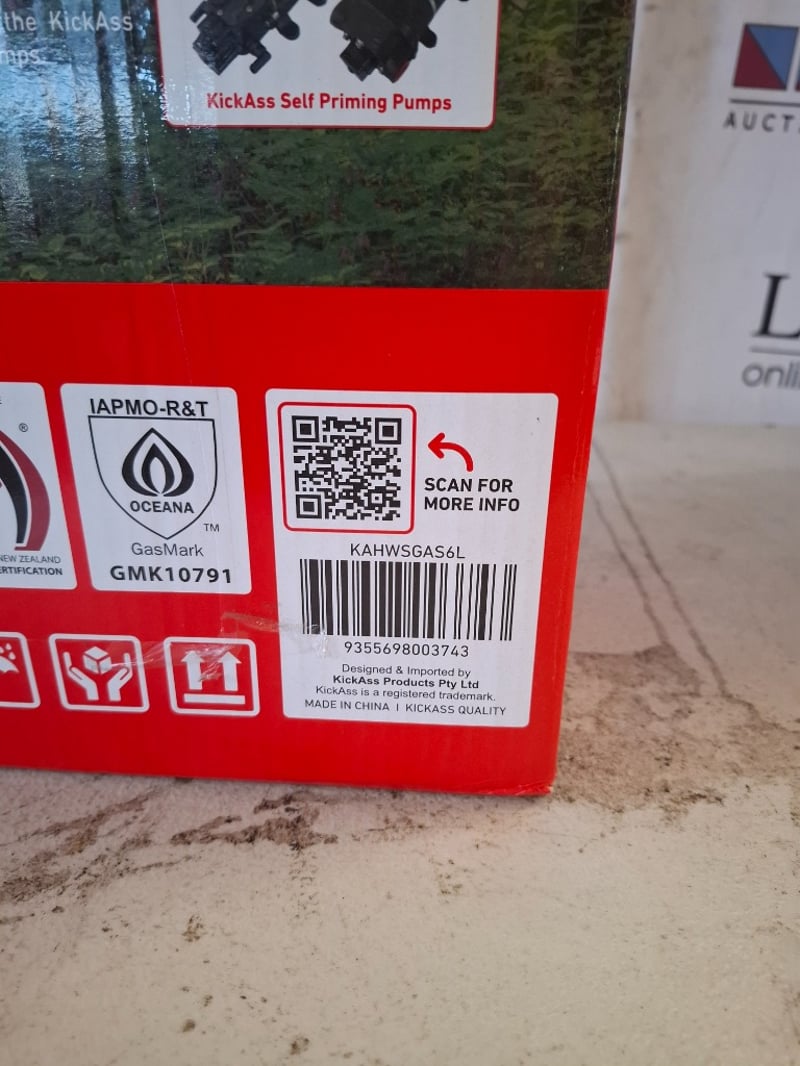 the KickAss
KickAss Self Priming Pumps
AUCT
L
onli
IAPMO-R&T
®
OCEANA
TM
GasMark
GMK10791
NEW ZEALAND
CERTIFICATION
SCAN FOR
MORE INFO
KAHWSGAS6L
9355698003743
Designed & Imported by
KickAss Products Pty Ltd
KickAss is a registered trademark.
MADE IN CHINA | KICKASS QUALITY